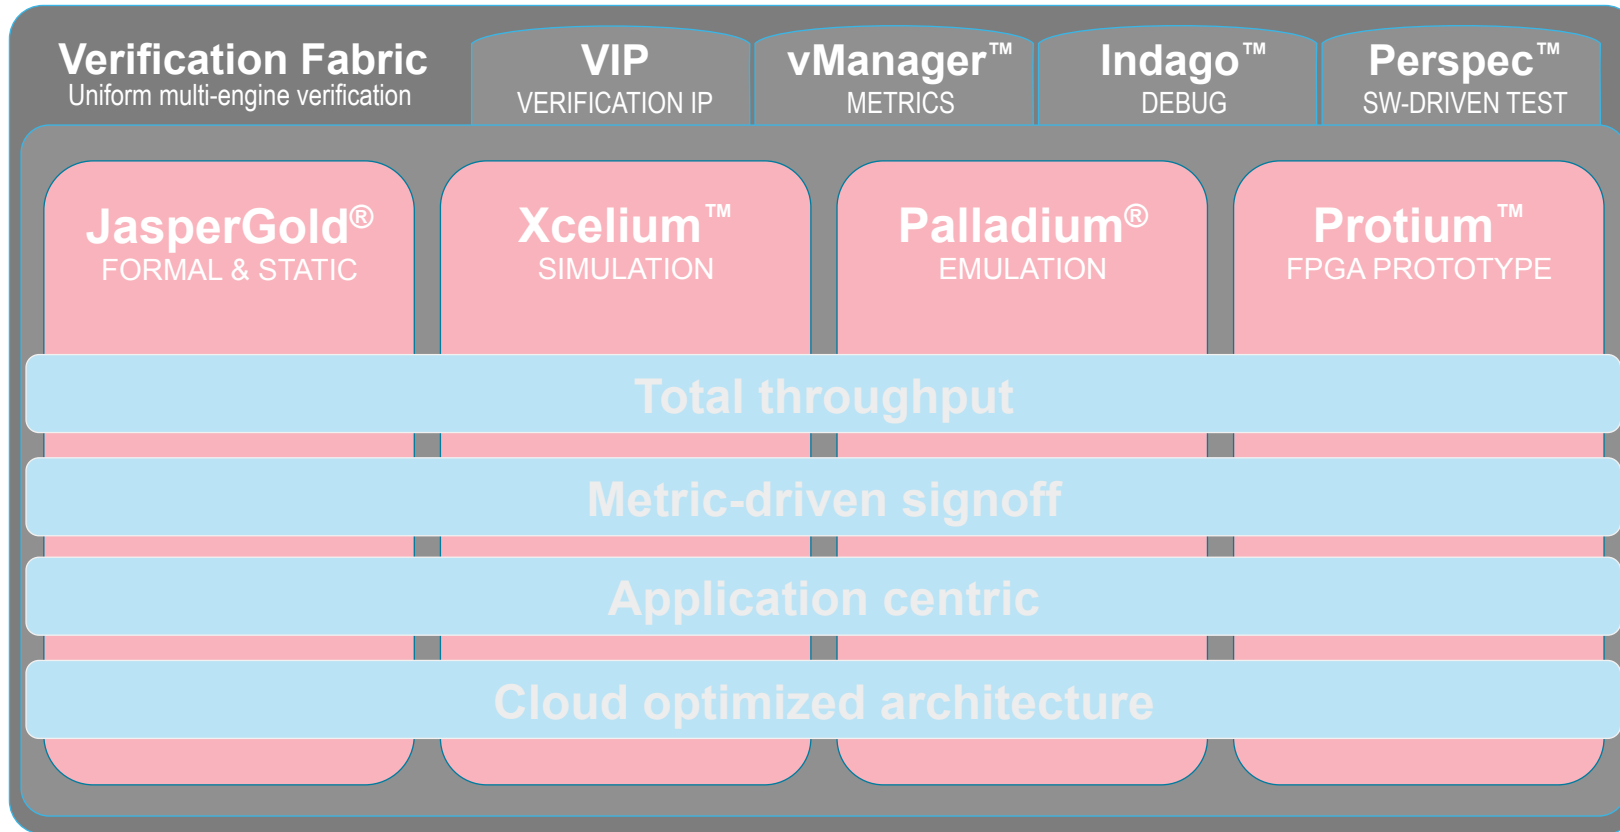 Verification Fabric
Uniform multi-engine verification
VIP
VERIFICATION IP
vManager™
METRICS
Indago™
DEBUG
Perspec™
SW-DRIVEN TEST
JasperGold®
FORMAL & STATIC
Xcelium™
SIMULATION
Palladium®
EMULATION
Protium™
FPGA PROTOTYPE
Total throughput
Metric-driven signoff
Application centric
Cloud optimized architecture